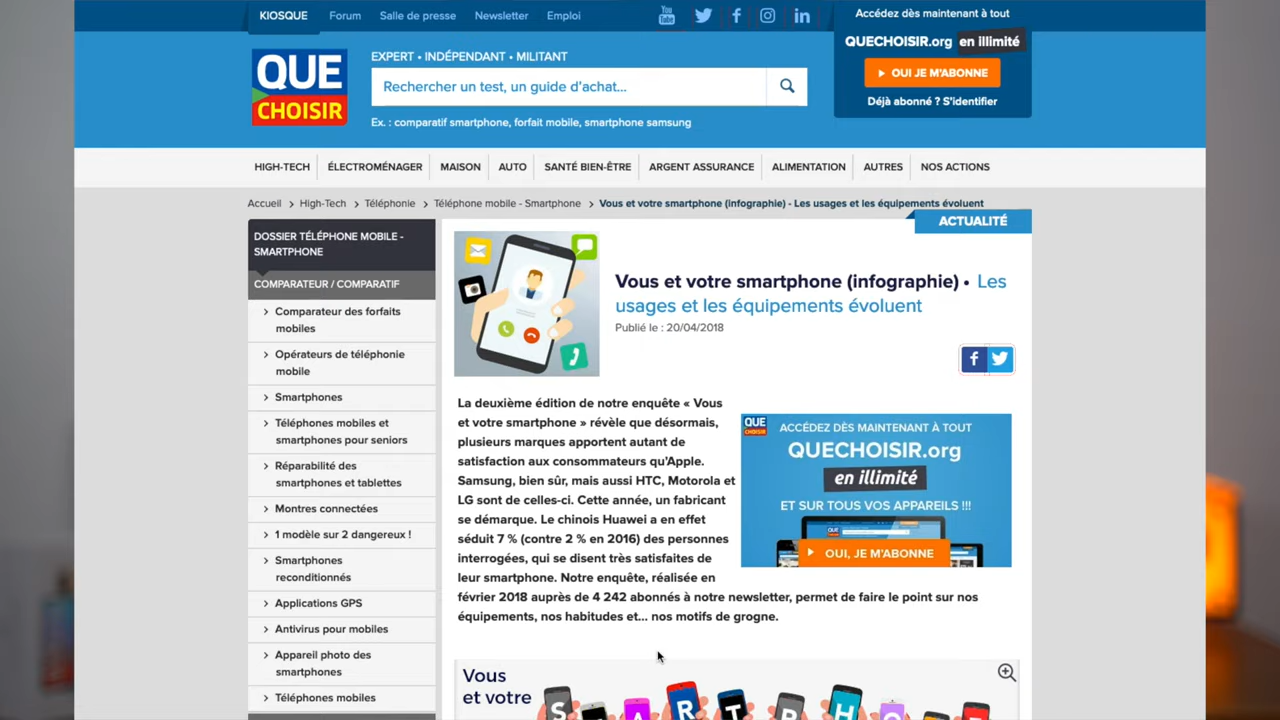 KIOSQUE
Forum
Salle de presse
Newsletter
Emploi
You
Tube
Accédez dès maintenant à tout
QUECHOISIR.org en illimité
OUI JE M'ABONNE
Déjà abonné ? S'identifier
QUE
CHOISIR
EXPERT • INDÉPENDANT • MILITANT
Rechercher un test, un guide d'achat...
Ex. : comparatif smartphone, forfait mobile, smartphone samsung
HIGH-TECH
ÉLECTROMÉNAGER
MAISON
AUTO
SANTÉ BIEN-ÊTRE
ARGENT ASSURANCE
ALIMENTATION
AUTRES
NOS ACTIONS
Accueil > High-Tech > Téléphonie > Téléphone mobile - Smartphone > Vous et votre smartphone (infographie) - Les usages et les équipements évoluent
DOSSIER TÉLÉPHONE MOBILE -
SMARTPHONE
COMPARATEUR / COMPARATIF
Comparateur des forfaits
mobiles
Opérateurs de téléphonie
mobile
Smartphones
Téléphones mobiles et
smartphones pour seniors
Réparabilité des
smartphones et tablettes
Montres connectées
1 modèle sur 2 dangereux !
Smartphones
reconditionnés
Applications GPS
Antivirus pour mobiles
Appareil photo des
smartphones
Téléphones mobiles
ACTUALITÉ
Vous et votre smartphone (infographie) • Les
usages et les équipements évoluent
Publié le : 20/04/2018
La deuxième édition de notre enquête « Vous
et votre smartphone » révèle que désormais,
plusieurs marques apportent autant de
satisfaction aux consommateurs qu'Apple.
Samsung, bien sûr, mais aussi HTC, Motorola et
LG sont de celles-ci. Cette année, un fabricant
se démarque. Le chinois Huawei a en effet
séduit 7 % (contre 2 % en 2016) des personnes
interrogées, qui se disent très satisfaites de
leur smartphone. Notre enquête, réalisée en
février 2018 auprès de 4 242 abonnés à notre newsletter, permet de faire le point sur nos
équipements, nos habitudes et... nos motifs de grogne.
QUE
CHOISIR
ACCÉDEZ DÈS MAINTENANT À TOUT
QUECHOISIR.org
en illimité
ET SUR TOUS VOS APPAREILS !!!
OUI, JE M'ABONNE
Vous
et votre
S
A
R
T
P
H
O